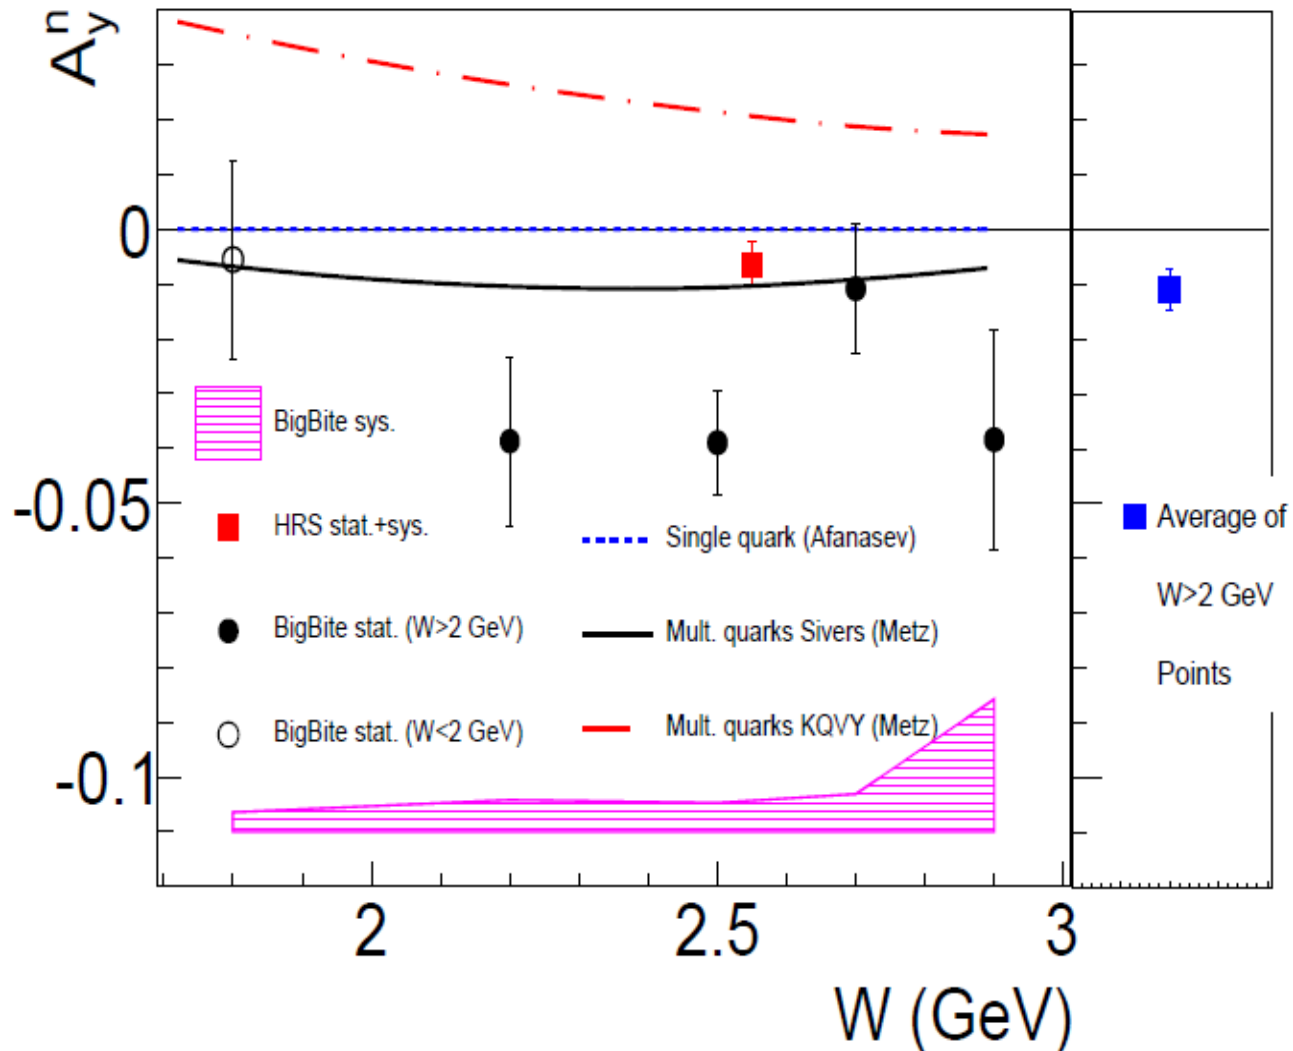 A_y^n
0
-0.05
-0.1
BigBite sys.
HRS stat.+sys.
BigBite stat. (W>2 GeV)
BigBite stat. (W<2 GeV)
Single quark (Afanasev)
Mult. quarks Sivers (Metz)
Mult. quarks KQVY (Metz)
Average of
W>2 GeV
Points
2 2.5 3
W (GeV)